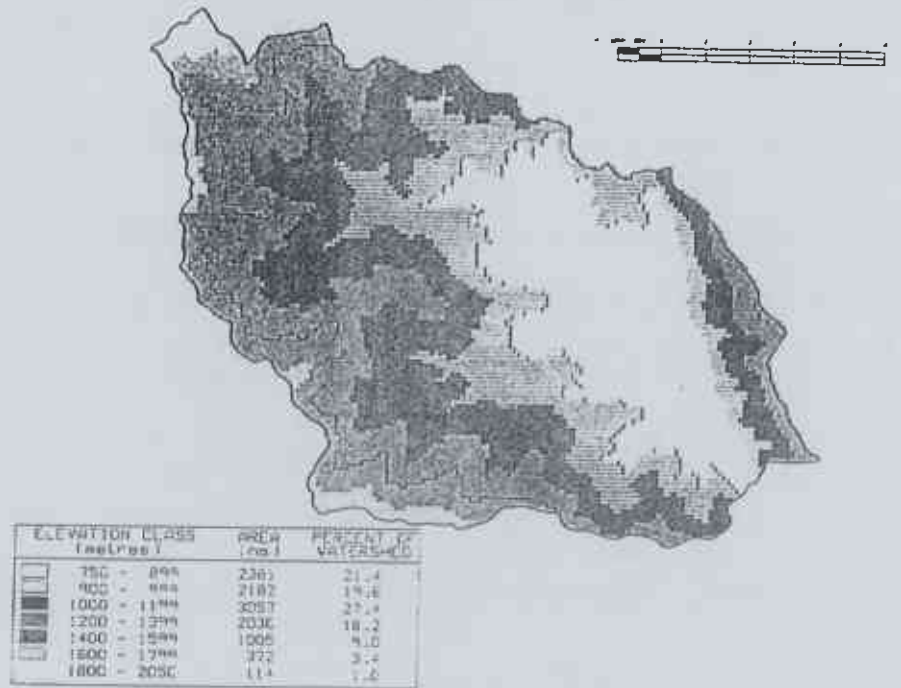 ELEVATION CLASS AREA PERCENT OF
(metres) (ha) WATERSHED
750 - 899 21.4
900 - 999 2182 19.6
1000 - 1199 3057 27.4
1200 - 1399 2036 18.2
1400 - 1599 1005 9.0
1600 - 1799 372 3.4
1800 - 2050 114 1.0